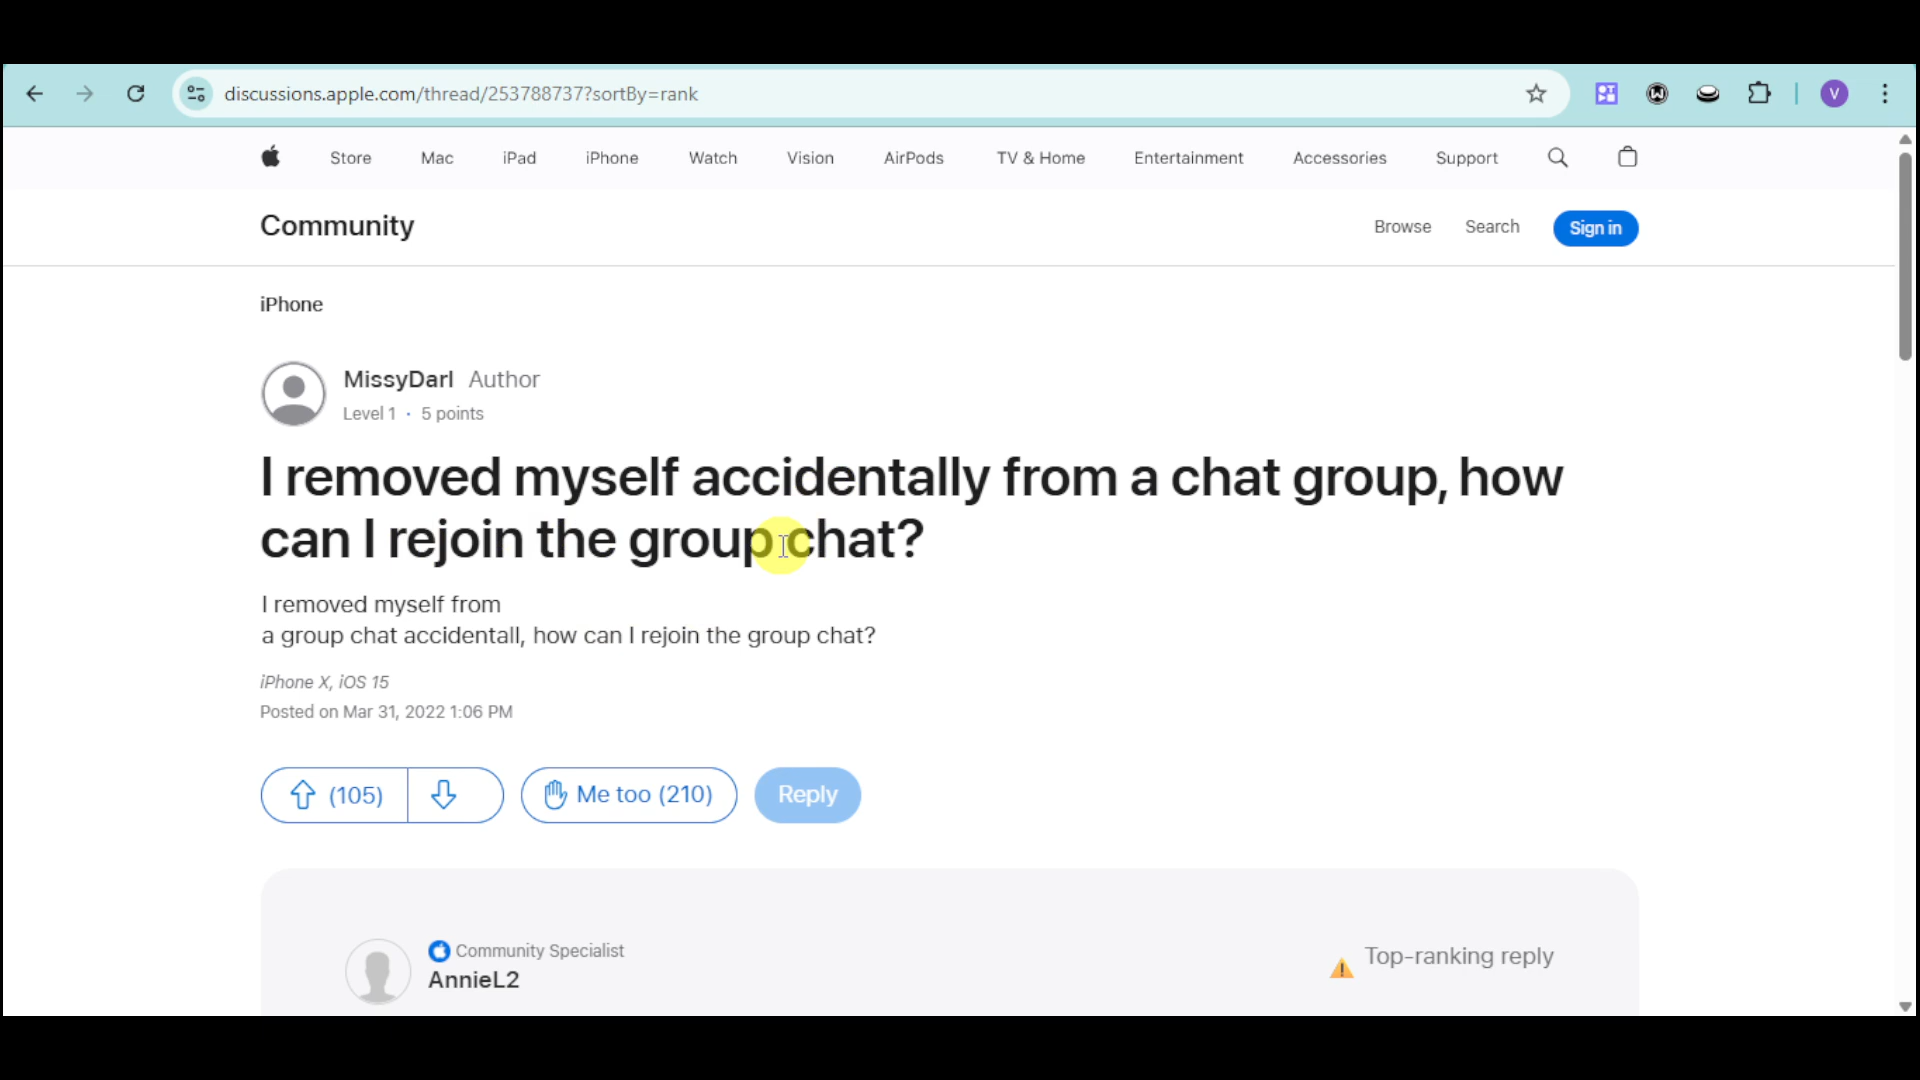 discussions.apple.com/thread/253788737?sortBy=rank
V
Store Mac iPad iPhone Watch Vision AirPods TV & Home Entertainment Accessories Support
Community
Browse Search Sign in
iPhone
MissyDarl Author
Level 1 · 5 points
I removed myself accidentally from a chat group, how
can I rejoin the group chat?
I removed myself from
a group chat accidentall, how can I rejoin the group chat?
iPhone X, iOS 15
Posted on Mar 31, 2022 1:06 PM
(105) Me too (210) Reply
Community Specialist
AnnieL2
Top-ranking reply